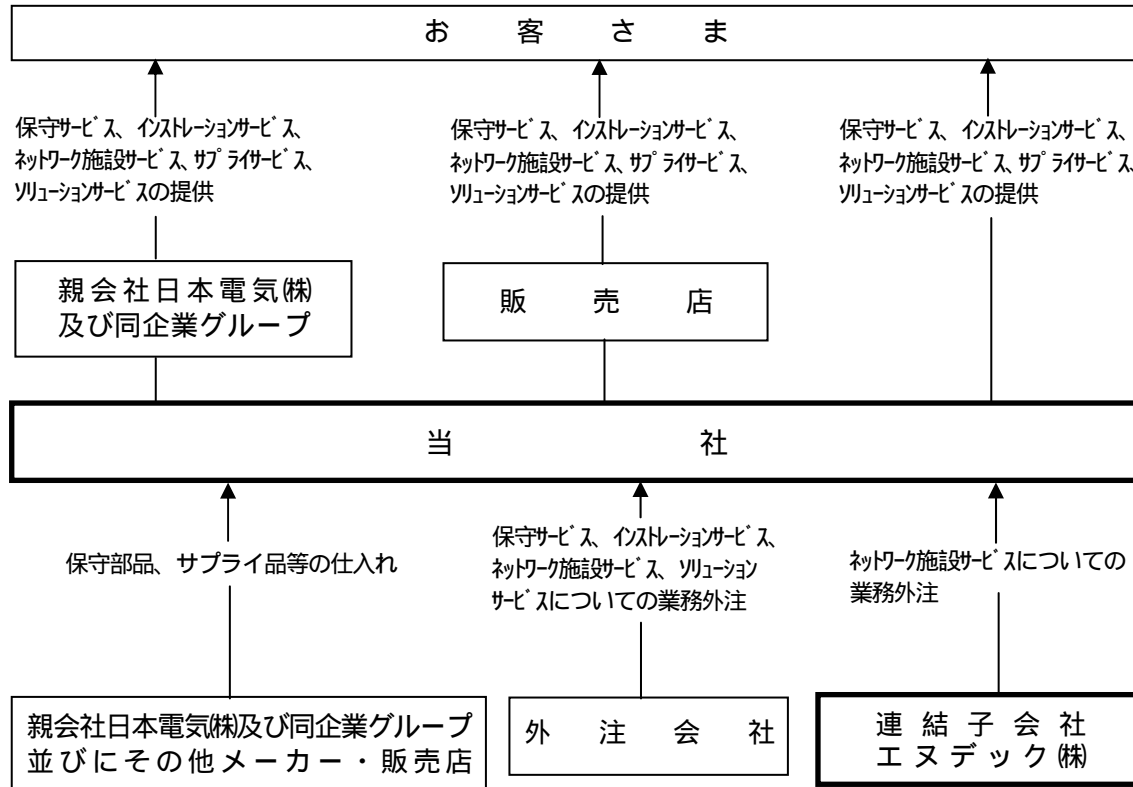 お客さま
保守サービス、インストレーションサービス、
ネットワーク施設サービス、サプライサービス、
ソリューションサービスの提供
保守サービス、インストレーションサービス、
ネットワーク施設サービス、サプライサービス、
ソリューションサービスの提供
保守サービス、インストレーションサービス、
ネットワーク施設サービス、サプライサービス、
ソリューションサービスの提供
親会社日本電気㈱
及び同企業グループ
販売店
当社
保守部品、サプライ品等の仕入れ
保守サービス、インストレーションサービス、
ネットワーク施設サービス、ソリューション
サービスについての業務外注
ネットワーク施設サービスについての
業務外注
親会社日本電気㈱及び同企業グループ
並びにその他メーカー・販売店
外注会社
連結子会社
エヌデック㈱